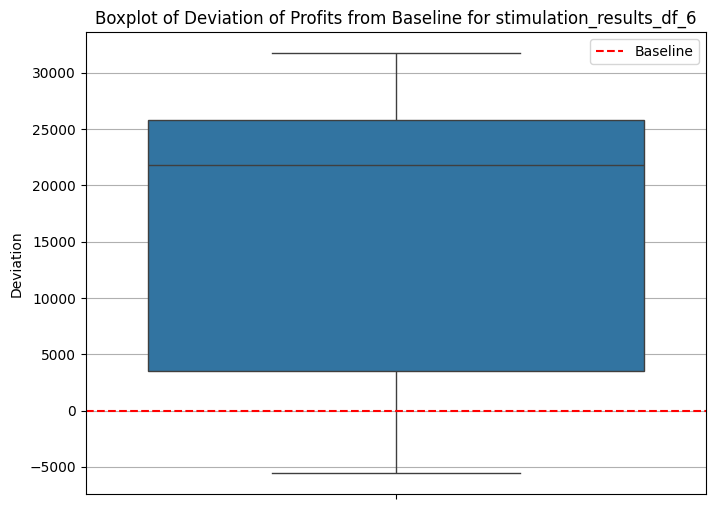 Boxplot of Deviation of Profits from Baseline for stimulation_results_df_6
Baseline
30000
25000
20000
15000
10000
5000
0
−5000
Deviation